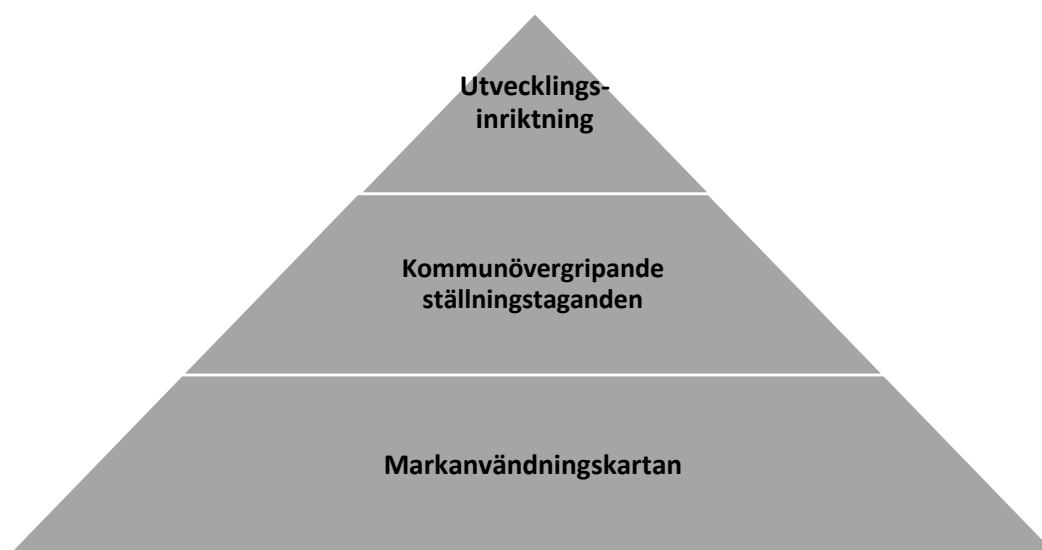 Utvecklings-
inriktning
Kommunövergripande
ställningstaganden
Markanvändningskartan